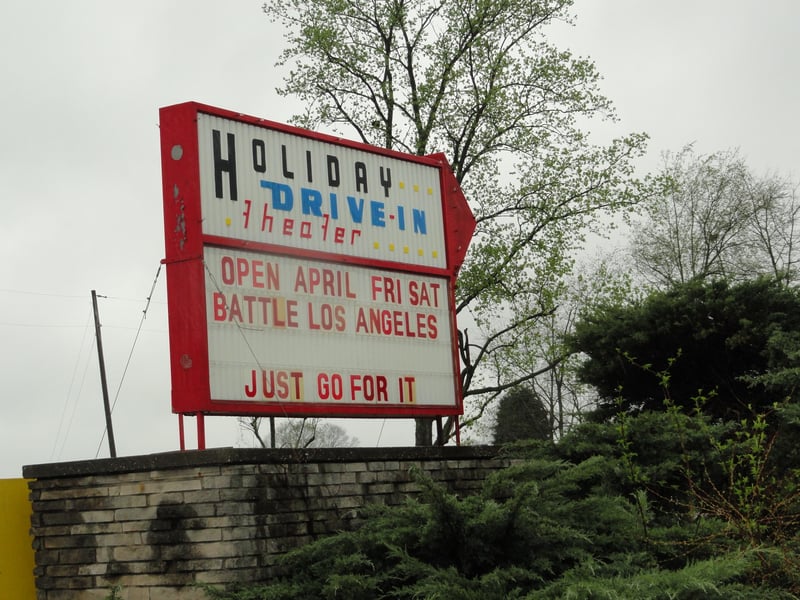 HOLIDAY
DRIVE-IN
theater
OPEN APRIL FRI SAT
BATTLE LOS ANGELES
JUST GO FOR IT